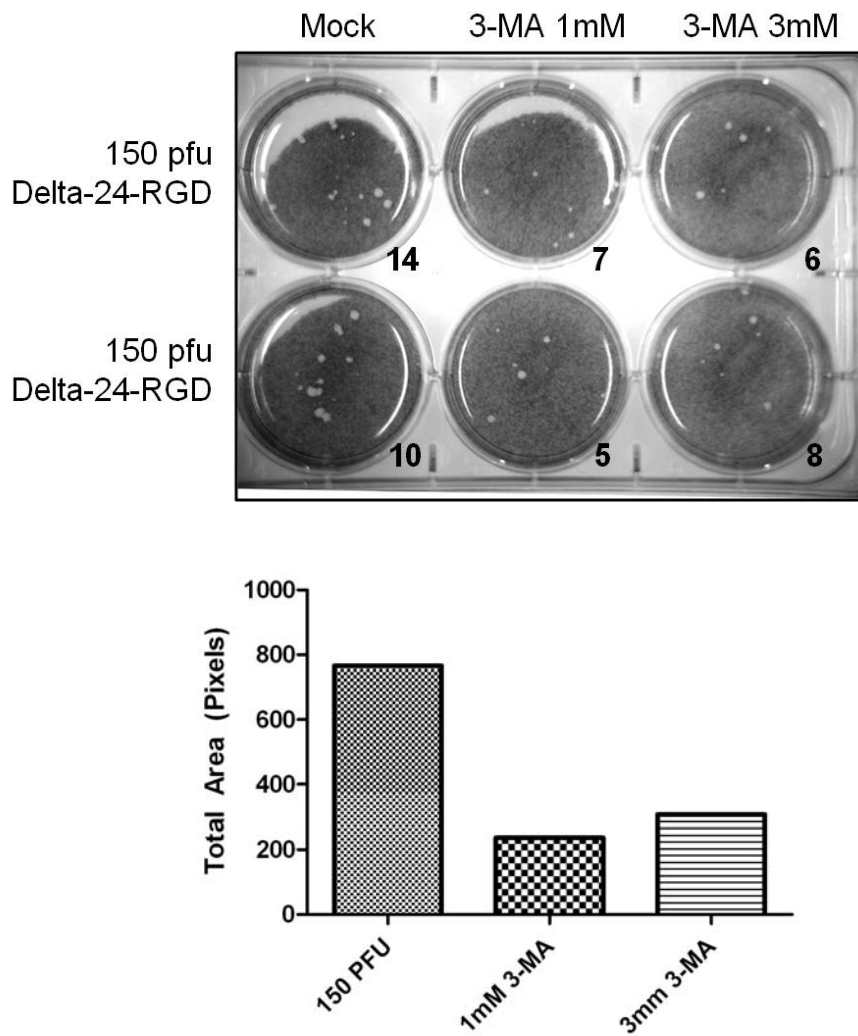 Mock 3-MA 1mM 3-MA 3mM
150 pfu
Delta-24-RGD
14 7 6
150 pfu
Delta-24-RGD
10 5 8
1000
800
600
400
200
0
Total Area (Pixels)
150 PFU
1mM 3-MA
3mm 3-MA